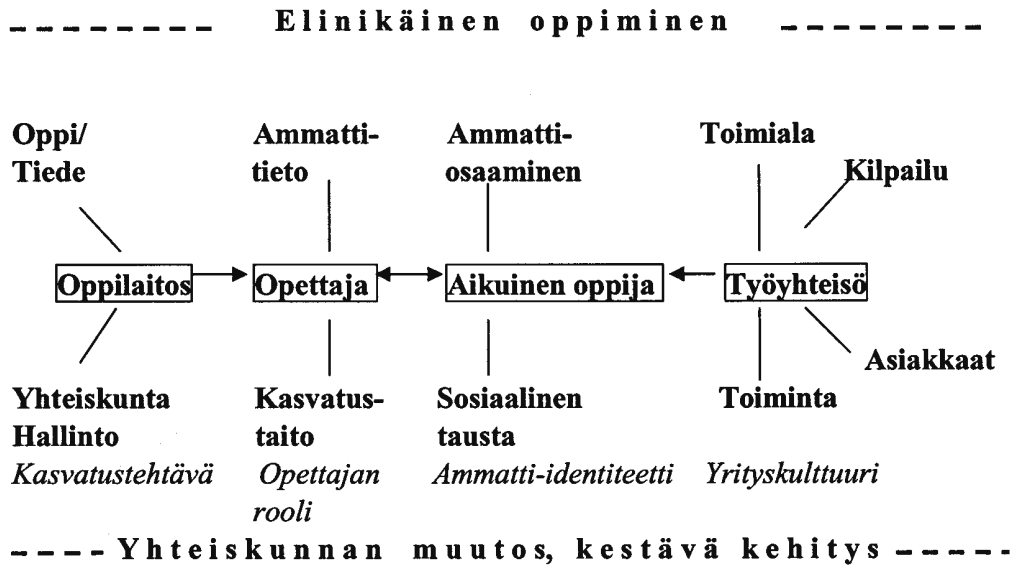 Elinikäinen oppiminen
Oppi/
Tiede
Ammatti-
tieto
Ammatti-
osaaminen
Toimiala
Kilpailu
Oppilaitos
Opettaja
Aikuinen oppija
Työyhteisö
Asiakkaat
Yhteiskunta
Hallinto
Kasvatustehtävä
Kasvatus-
taito
Opettajan
rooli
Sosiaalinen
tausta
Ammatti-identiteetti
Toiminta
Yrityskulttuuri
Yhteiskunnan muutos, kestävä kehitys